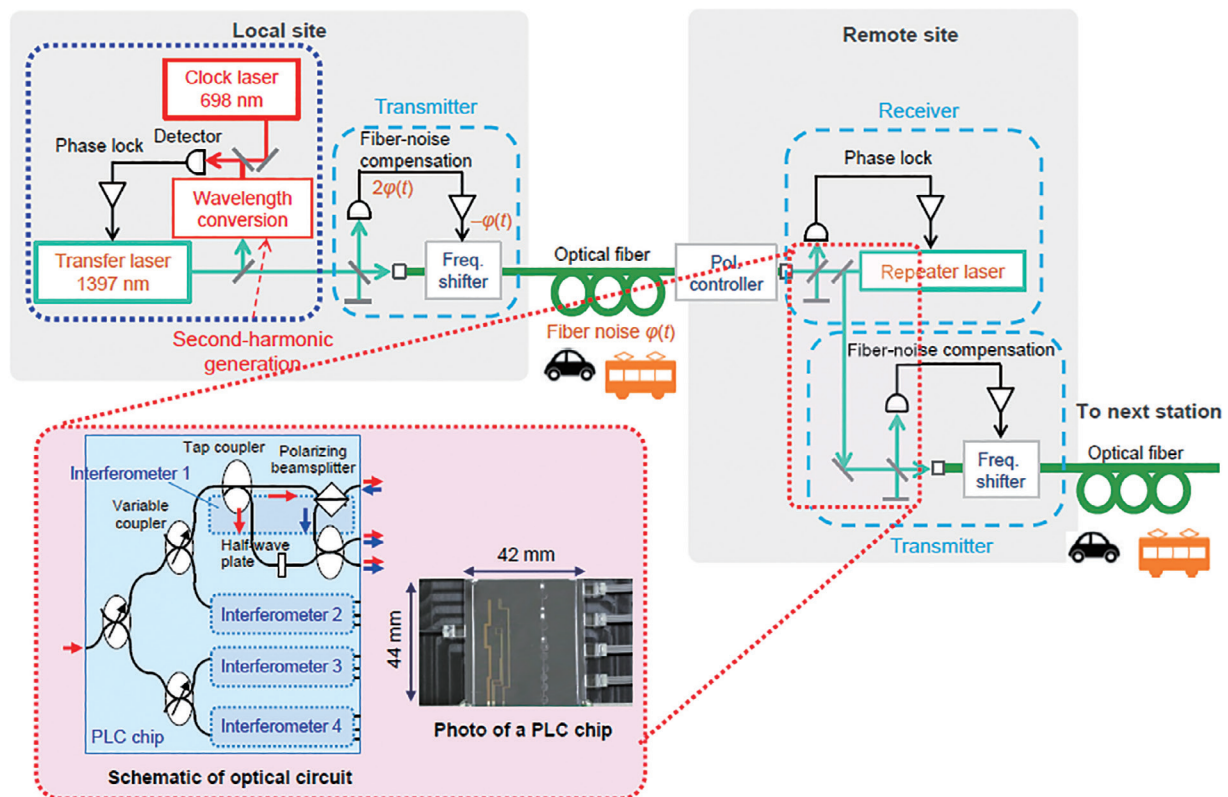 Local site
Clock laser
698 nm
Detector
Phase lock
Wavelength
conversion
Transfer laser
1397 nm
Second-harmonic
generation
Transmitter
Fiber-noise
compensation
2φ(t)
–φ(t)
Freq.
shifter
Optical fiber
Fiber noise φ(t)
Remote site
Pol.
controller
Receiver
Phase lock
Repeater laser
Fiber-noise compensation
Freq.
shifter
Transmitter
To next station
Optical fiber
Tap coupler
Polarizing
beamsplitter
Interferometer 1
Variable
coupler
Half-wave
plate
Interferometer 2
Interferometer 3
Interferometer 4
PLC chip
Schematic of optical circuit
42 mm
44 mm
Photo of a PLC chip